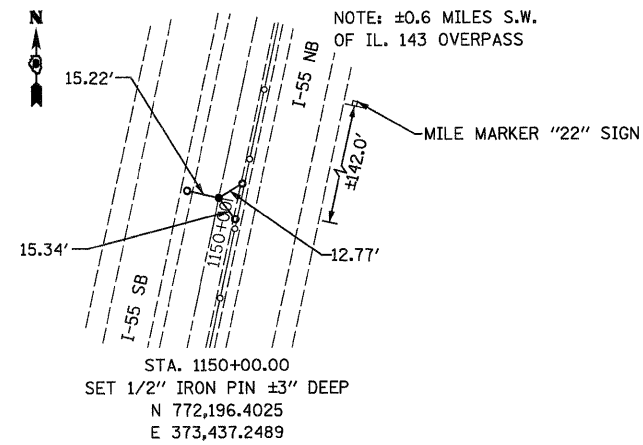 N
NOTE: ±0.6 MILES S.W.
OF IL. 143 OVERPASS
I-55 NB
15.22'
MILE MARKER "22" SIGN
±142.0'
1150+00
15.34'
12.77'
I-55 SB
STA. 1150+00.00
SET 1/2" IRON PIN ±3" DEEP
N 772,196.4025
E 373,437.2489